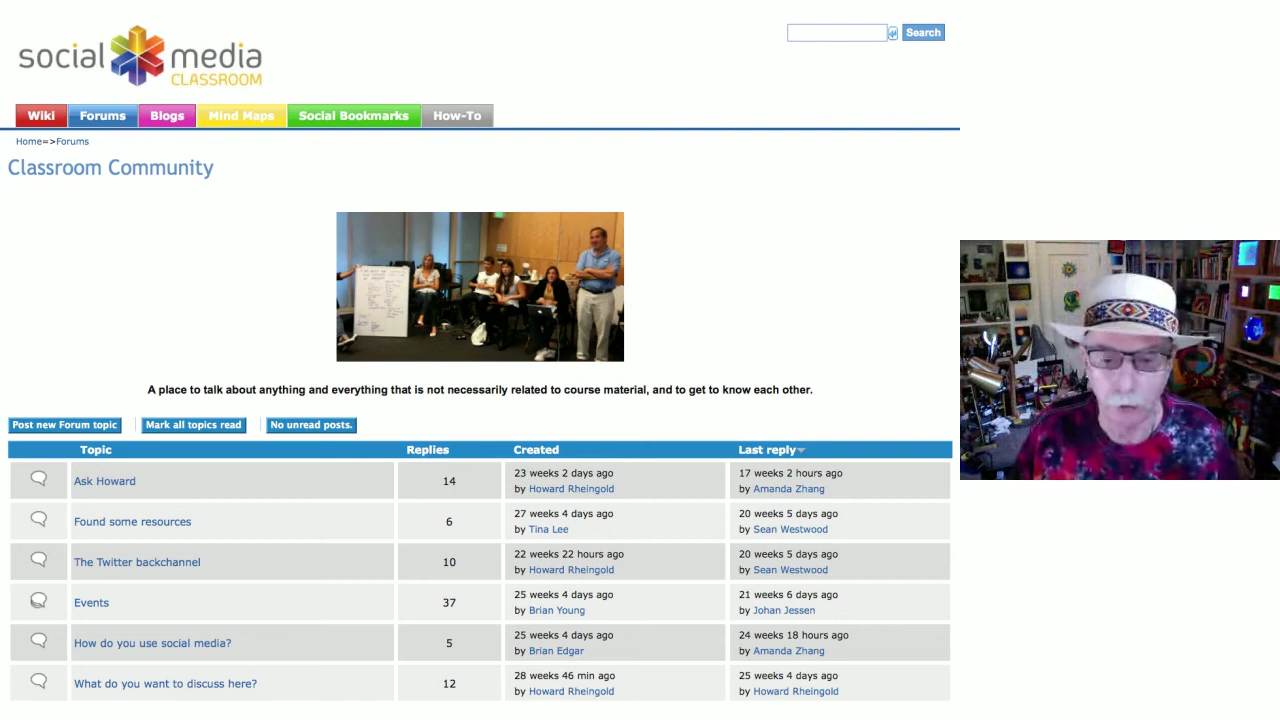 social media
CLASSROOM
Search
Wiki Forums Blogs Mind Maps Social Bookmarks How-To
Home=>Forums
Classroom Community
A place to talk about anything and everything that is not necessarily related to course material, and to get to know each other.
Post new Forum topic Mark all topics read No unread posts.
Topic Replies Created Last reply
Ask Howard 14 23 weeks 2 days ago 17 weeks 2 hours ago
by Howard Rheingold by Amanda Zhang
Found some resources 6 27 weeks 4 days ago 20 weeks 5 days ago
by Tina Lee by Sean Westwood
The Twitter backchannel 10 22 weeks 22 hours ago 20 weeks 5 days ago
by Howard Rheingold by Sean Westwood
Events 37 25 weeks 4 days ago 21 weeks 6 days ago
by Brian Young by Johan Jessen
How do you use social media? 5 25 weeks 4 days ago 24 weeks 18 hours ago
by Brian Edgar by Amanda Zhang
What do you want to discuss here? 12 28 weeks 46 min ago 25 weeks 4 days ago
by Howard Rheingold by Howard Rheingold